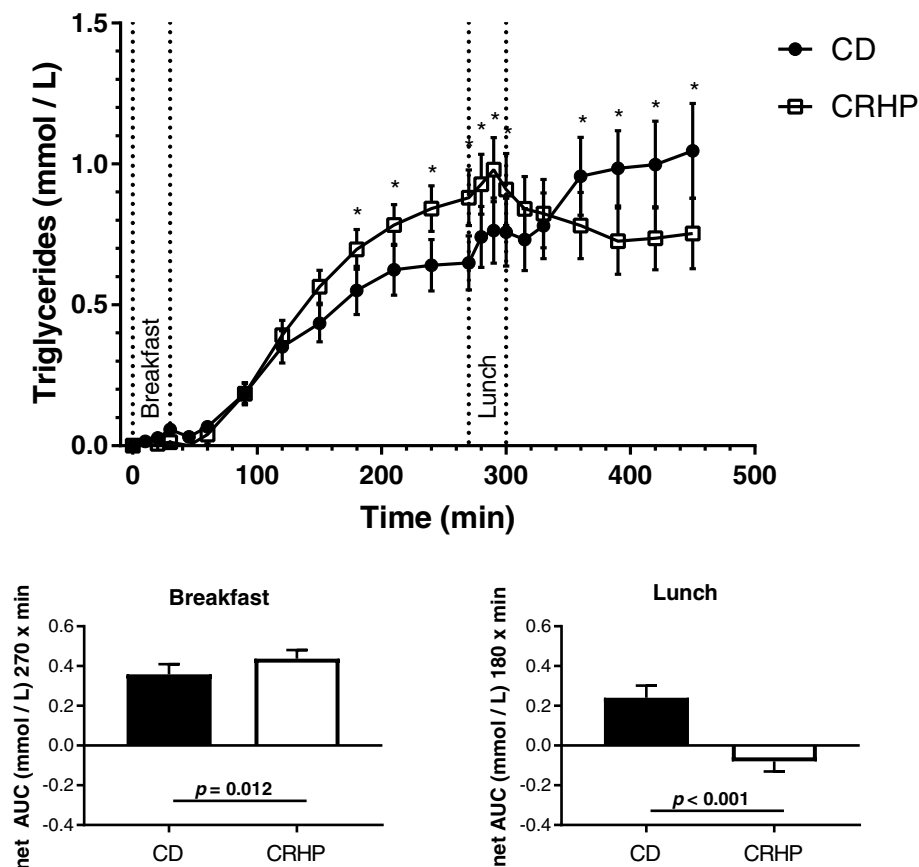 Triglycerides (mmol / L)
1.5
1.0
0.5
0.0
* * * * * * * * * * * *
Breakfast
Lunch
0 100 200 300 400 500
Time (min)
CD
CRHP
Breakfast
net AUC (mmol / L) 270 x min
0.6
0.4
0.2
0.0
-0.2
-0.4
p = 0.012
CD CRHP
Lunch
net AUC (mmol / L) 180 x min
0.6
0.4
0.2
0.0
-0.2
-0.4
p < 0.001
CD CRHP